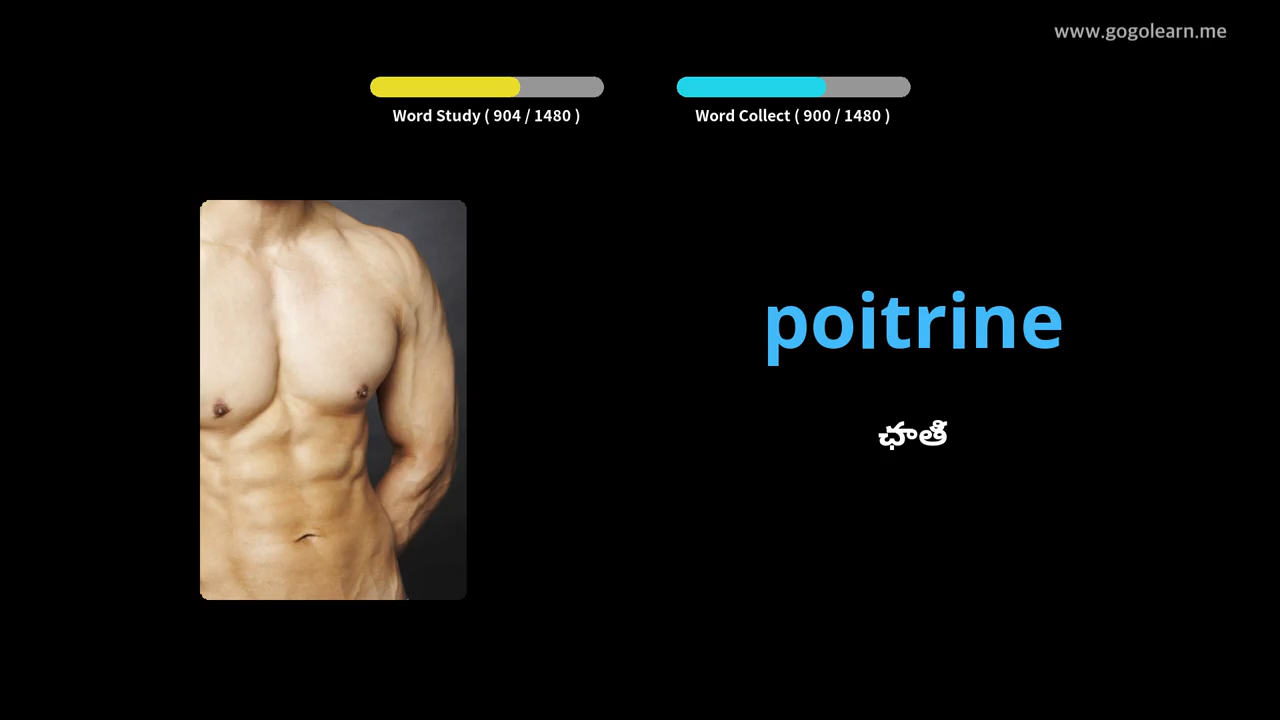 www.gogolearn.me
Word Study ( 904 / 1480 )
Word Collect ( 900 / 1480 )
poitrine
ఛాతీ